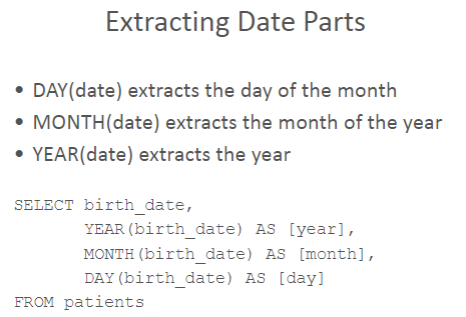 Extracting Date Parts
• DAY(date) extracts the day of the month
• MONTH(date) extracts the month of the year
• YEAR(date) extracts the year
SELECT birth_date,
YEAR(birth_date) AS [year],
MONTH(birth_date) AS [month],
DAY(birth_date) AS [day]
FROM patients